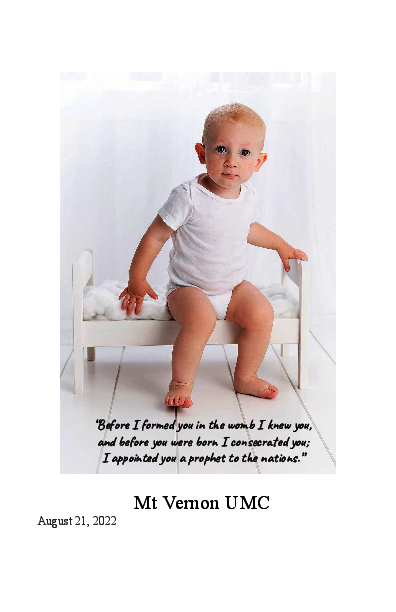 “Before I formed you in the womb I knew you,
and before you were born I consecrated you;
I appointed you a prophet to the nations.”
Mt Vernon UMC
August 21, 2022